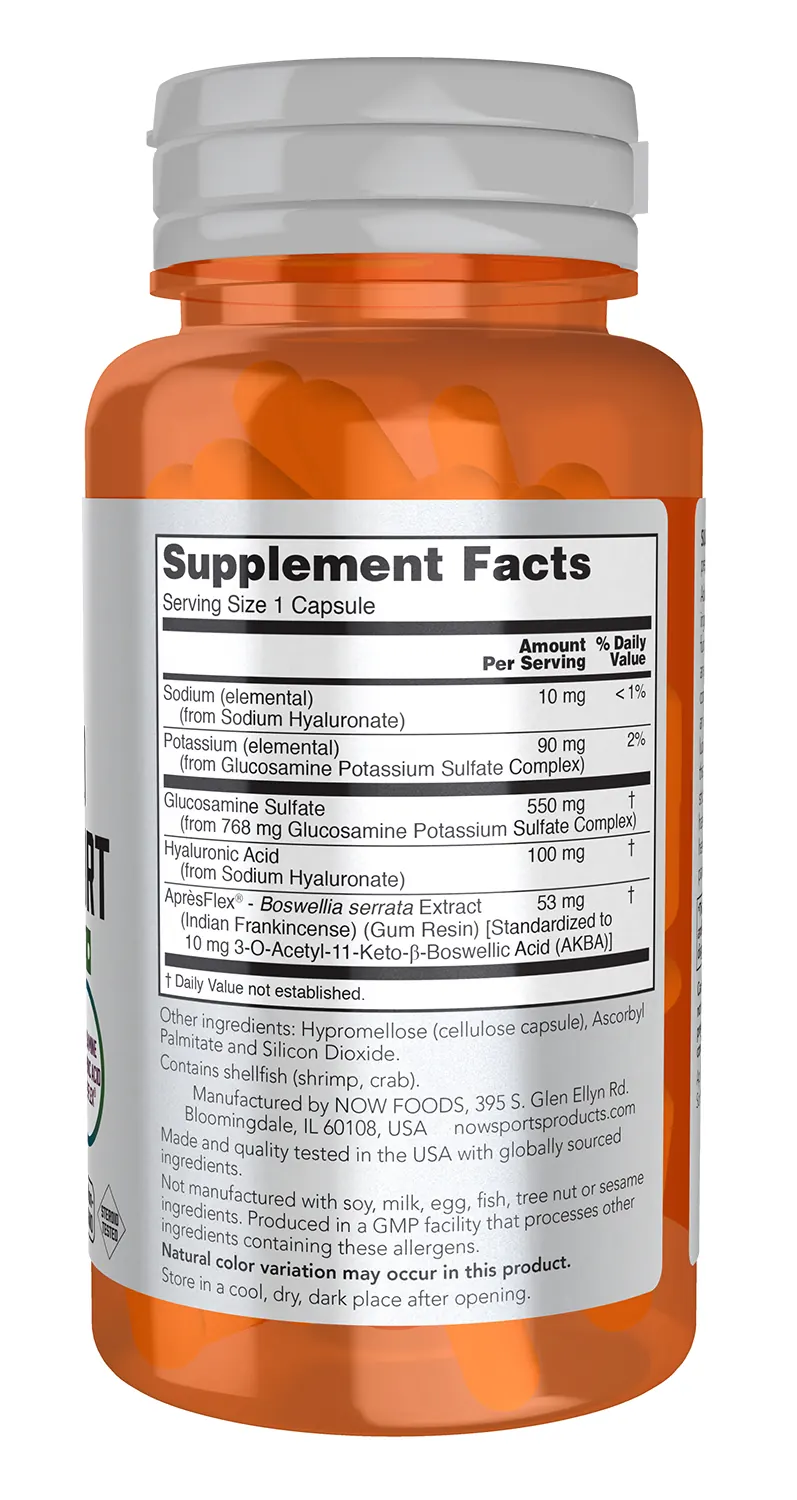 Supplement Facts
Serving Size 1 Capsule
Amount Per Serving
% Daily Value
Sodium (elemental) 10 mg <1%
(from Sodium Hyaluronate)
Potassium (elemental) 90 mg 2%
(from Glucosamine Potassium Sulfate Complex)
Glucosamine Sulfate 550 mg †
(from 768 mg Glucosamine Potassium Sulfate Complex)
Hyaluronic Acid 100 mg †
(from Sodium Hyaluronate)
AprèsFlex® - Boswellia serrata Extract 53 mg †
(Indian Frankincense) (Gum Resin) [Standardized to
10 mg 3-O-Acetyl-11-Keto-β-Boswellic Acid (AKBA)]
† Daily Value not established.
Other ingredients: Hypromellose (cellulose capsule), Ascorbyl
Palmitate and Silicon Dioxide.
Contains shellfish (shrimp, crab).
Manufactured by NOW FOODS, 395 S. Glen Ellyn Rd.
Bloomingdale, IL 60108, USA nowsportsproducts.com
Made and quality tested in the USA with globally sourced
ingredients.
Not manufactured with soy, milk, egg, fish, tree nut or sesame
ingredients. Produced in a GMP facility that processes other
ingredients containing these allergens.
Natural color variation may occur in this product.
Store in a cool, dry, dark place after opening.
STEROID
TESTED